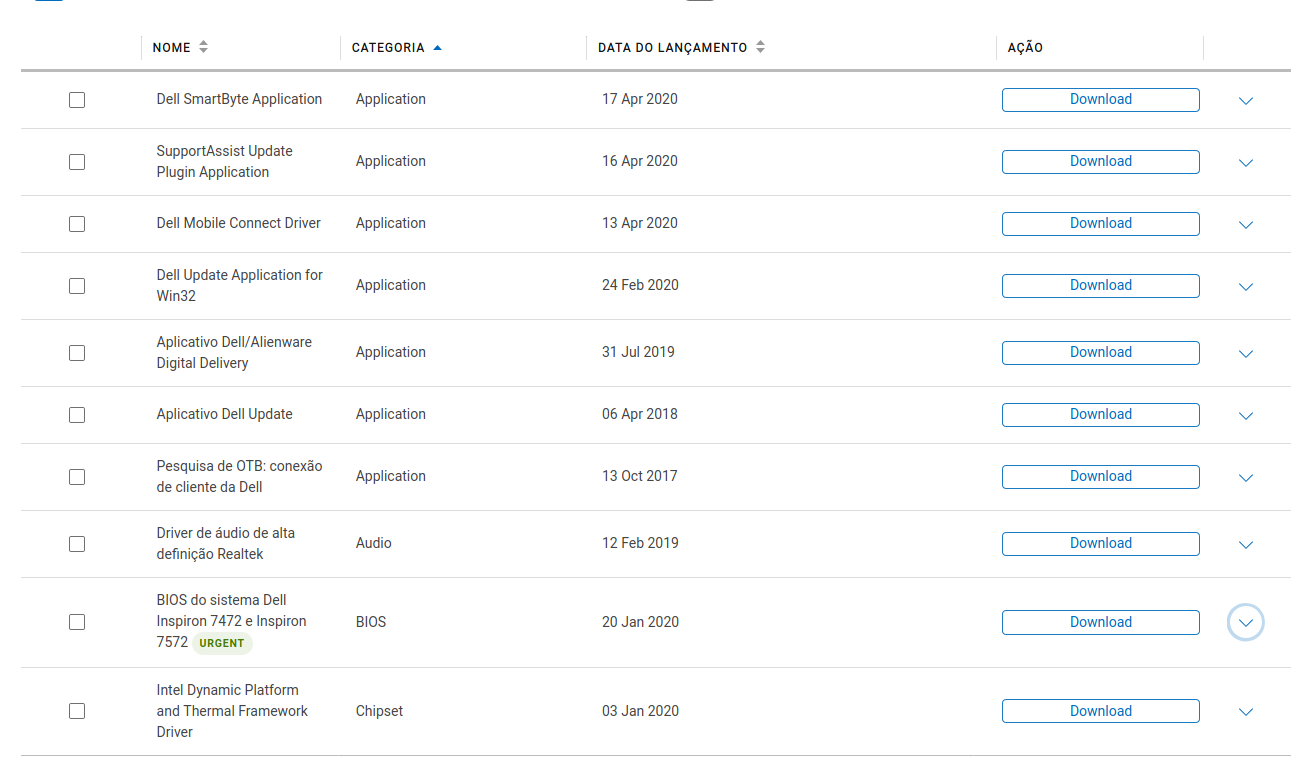 NOME CATEGORIA DATA DO LANÇAMENTO AÇÃO
Dell SmartByte Application Application 17 Apr 2020 Download
SupportAssist Update
Plugin Application Application 16 Apr 2020 Download
Dell Mobile Connect Driver Application 13 Apr 2020 Download
Dell Update Application for
Win32 Application 24 Feb 2020 Download
Aplicativo Dell/Alienware
Digital Delivery Application 31 Jul 2019 Download
Aplicativo Dell Update Application 06 Apr 2018 Download
Pesquisa de OTB: conexão
de cliente da Dell Application 13 Oct 2017 Download
Driver de áudio de alta
definição Realtek Audio 12 Feb 2019 Download
BIOS do sistema Dell
Inspiron 7472 e Inspiron BIOS 20 Jan 2020 Download
7572 URGENT
Intel Dynamic Platform
and Thermal Framework Chipset 03 Jan 2020 Download
Driver